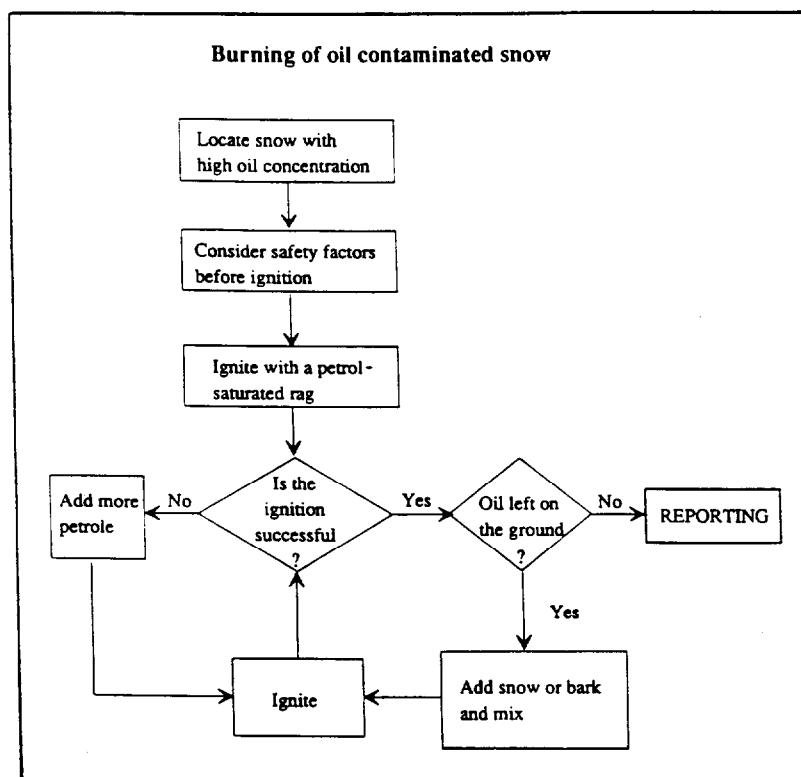 Burning of oil contaminated snow
Locate snow with
high oil concentration
Consider safety factors
before ignition
Ignite with a petrol-
saturated rag
Is the
ignition
successful
?
No
Add more
petrole
Yes
Oil left on
the ground
?
No
REPORTING
Yes
Ignite
Add snow or bark
and mix